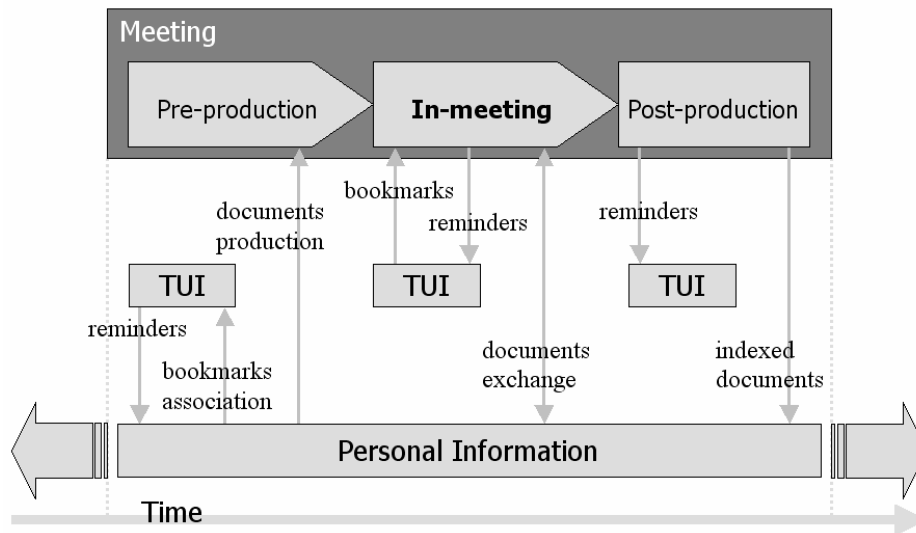 Meeting
Pre-production
In-meeting
Post-production
bookmarks
documents
production
reminders
reminders
TUI
TUI
TUI
reminders
bookmarks
association
documents
exchange
indexed
documents
Personal Information
Time